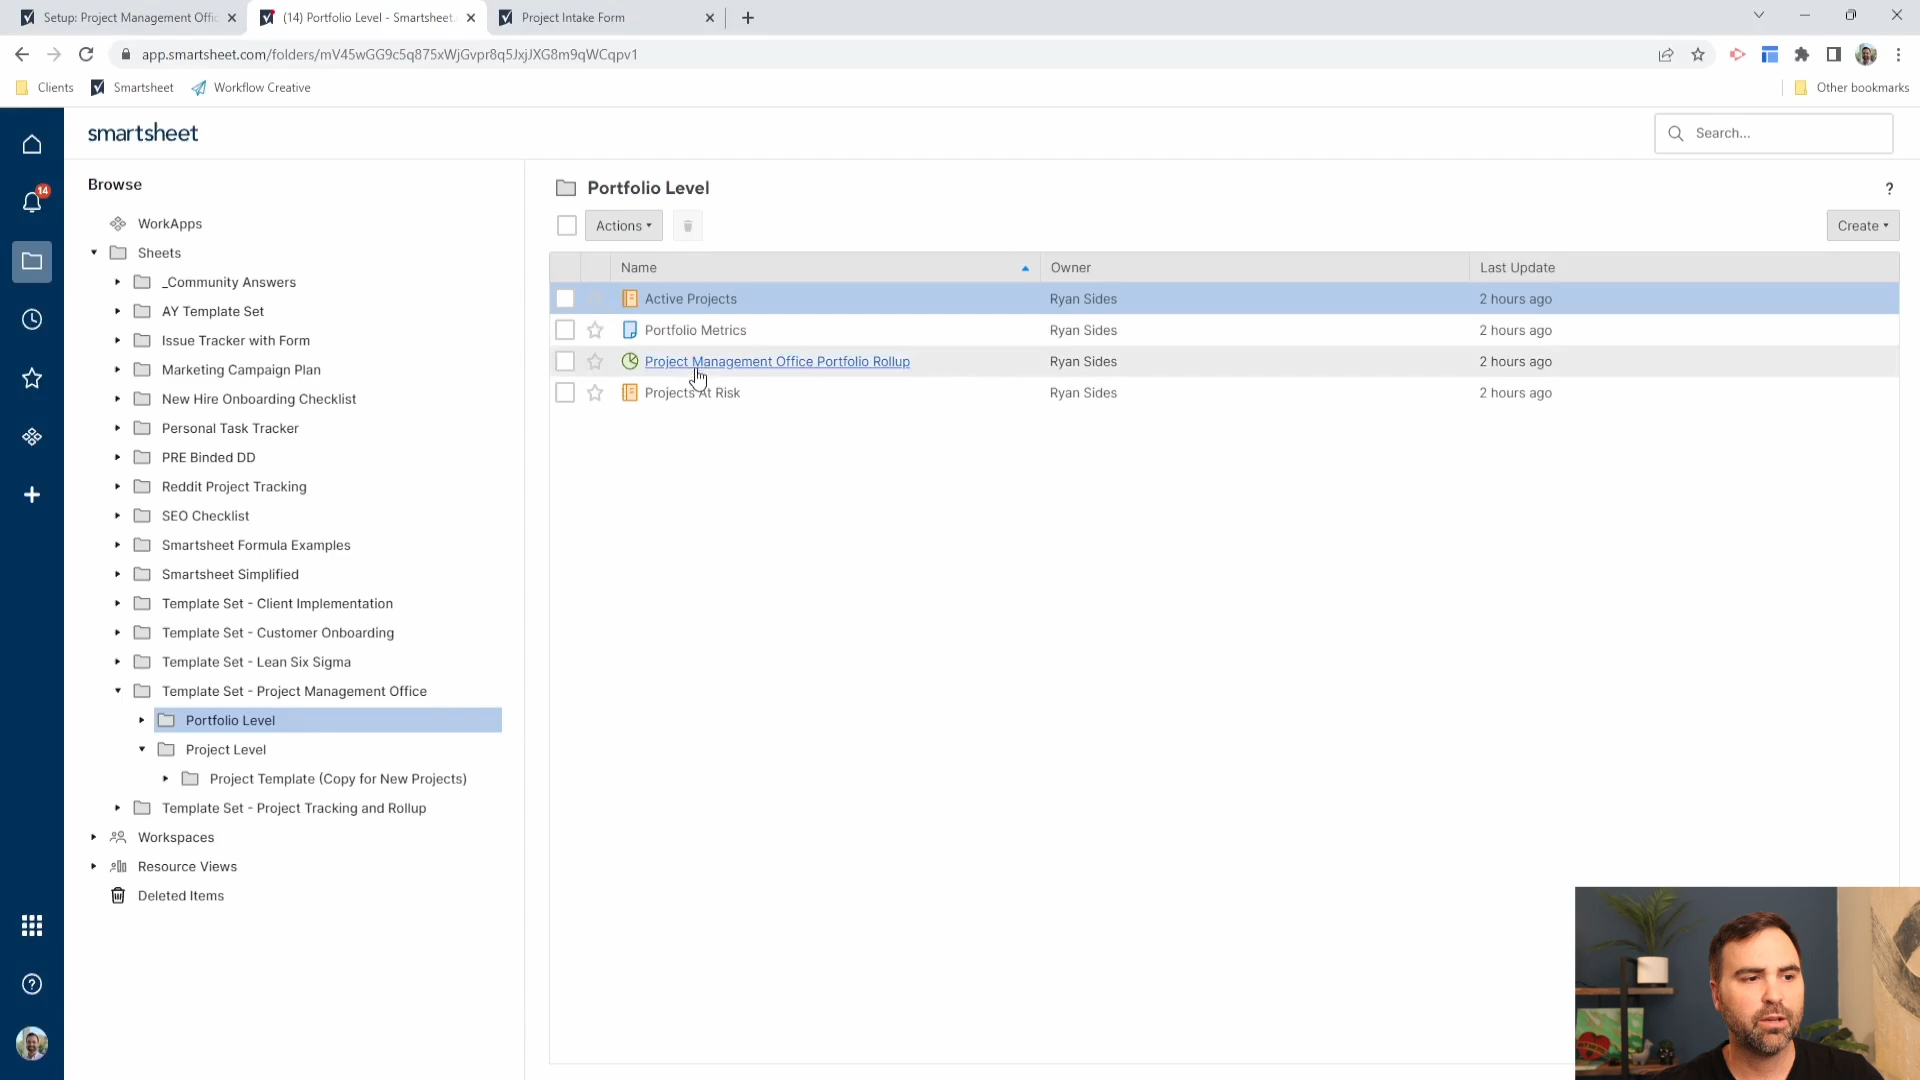 Setup: Project Management Offic
(14) Portfolio Level - Smartsheet.
Project Intake Form
app.smartsheet.com/folders/mV45wGG9c5q875xWjGvpr8q5JxjJXG8m9qWCqpv1
Clients
Smartsheet
Workflow Creative
Other bookmarks
smartsheet
Search...
14
Browse
WorkApps
Sheets
_Community Answers
AY Template Set
Issue Tracker with Form
Marketing Campaign Plan
New Hire Onboarding Checklist
Personal Task Tracker
PRE Binded DD
Reddit Project Tracking
SEO Checklist
Smartsheet Formula Examples
Smartsheet Simplified
Template Set - Client Implementation
Template Set - Customer Onboarding
Template Set - Lean Six Sigma
Template Set - Project Management Office
Portfolio Level
Project Level
Project Template (Copy for New Projects)
Template Set - Project Tracking and Rollup
Workspaces
Resource Views
Deleted Items
Portfolio Level
?
Actions
Create
Name Owner Last Update
Active Projects Ryan Sides 2 hours ago
Portfolio Metrics Ryan Sides 2 hours ago
Project Management Office Portfolio Rollup Ryan Sides 2 hours ago
Projects At Risk Ryan Sides 2 hours ago